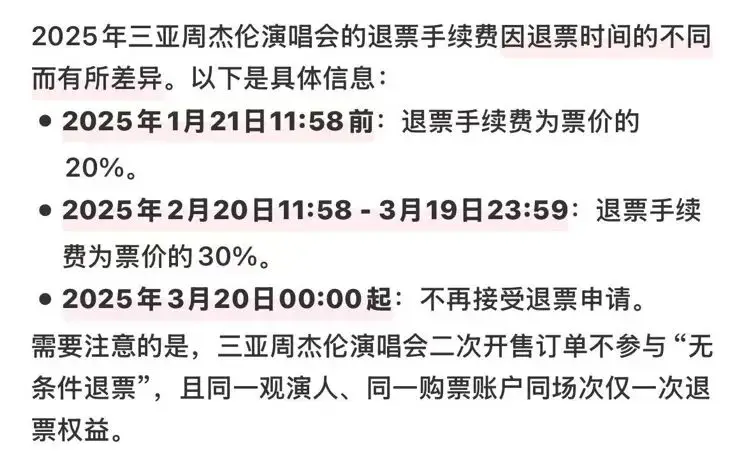 2025年三亚周杰伦演唱会的退票手续费因退票时间的不同
而有所差异。以下是具体信息：
• 2025年1月21日11:58前：退票手续费为票价的
20%。
• 2025年2月20日11:58 - 3月19日23:59：退票手续
费为票价的30%。
• 2025年3月20日00:00起：不再接受退票申请。
需要注意的是，三亚周杰伦演唱会二次开售订单不参与“无
条件退票”，且同一观演人、同一购票账户同场次仅一次退
票权益。